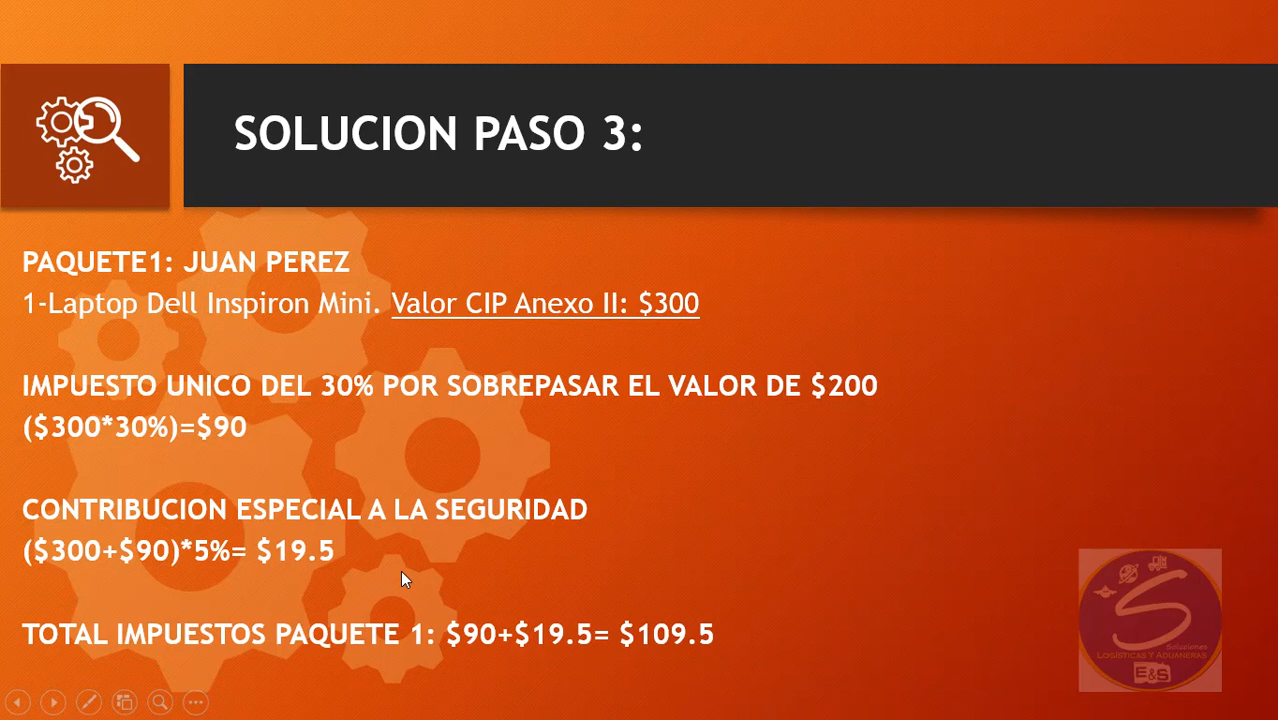 SOLUCION PASO 3:
PAQUETE1: JUAN PEREZ
1-Laptop Dell Inspiron Mini. Valor CIP Anexo II: $300
IMPUESTO UNICO DEL 30% POR SOBREPASAR EL VALOR DE $200
($300*30%)=$90
CONTRIBUCION ESPECIAL A LA SEGURIDAD
($300+$90)*5%= $19.5
TOTAL IMPUESTOS PAQUETE 1: $90+$19.5= $109.5
S
Soluciones
LOGÍSTICAS Y ADUANERAS
E&S